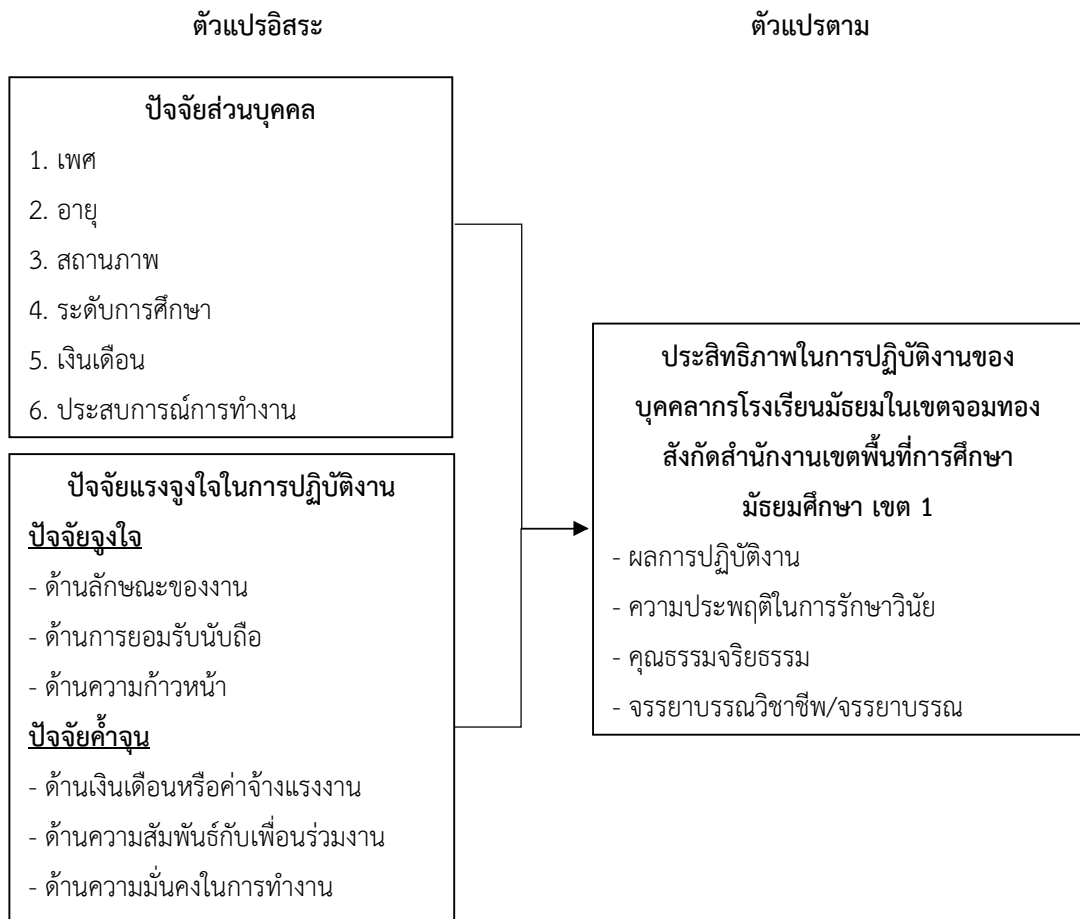 ตัวแปรอิสระ
ตัวแปรตาม
ปัจจัยส่วนบุคคล
1. เพศ
2. อายุ
3. สถานภาพ
4. ระดับการศึกษา
5. เงินเดือน
6. ประสบการณ์การทำงาน
ปัจจัยแรงจูงใจในการปฏิบัติงาน
ปัจจัยจูงใจ
- ด้านลักษณะของงาน
- ด้านการยอมรับนับถือ
- ด้านความก้าวหน้า
ปัจจัยค้ำจุน
- ด้านเงินเดือนหรือค่าจ้างแรงงาน
- ด้านความสัมพันธ์กับเพื่อนร่วมงาน
- ด้านความมั่นคงในการทำงาน
ประสิทธิภาพในการปฏิบัติงานของ
บุคคลากรโรงเรียนมัธยมในเขตจอมทอง
สังกัดสำนักงานเขตพื้นที่การศึกษา
มัธยมศึกษา เขต 1
- ผลการปฏิบัติงาน
- ความประพฤติในการรักษาวินัย
- คุณธรรมจริยธรรม
- จรรยาบรรณวิชาชีพ/จรรยาบรรณ